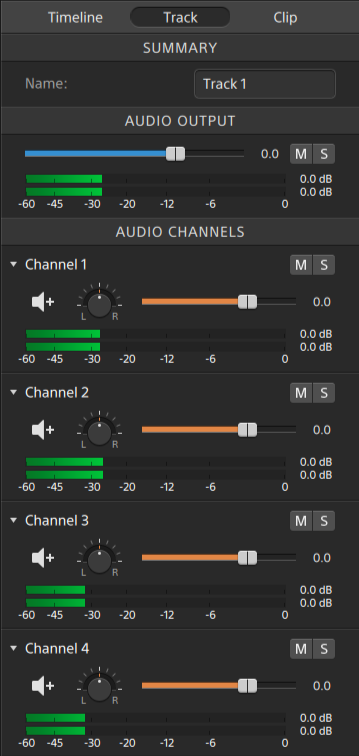 Timeline Track Clip
SUMMARY
Name: Track 1
AUDIO OUTPUT
0.0 M S
0.0 dB
0.0 dB
-60 -45 -30 -20 -12 -6 0
AUDIO CHANNELS
Channel 1 M S
L R 0.0
0.0 dB
0.0 dB
-60 -45 -30 -20 -12 -6 0
Channel 2 M S
L R 0.0
0.0 dB
0.0 dB
-60 -45 -30 -20 -12 -6 0
Channel 3 M S
L R 0.0
0.0 dB
0.0 dB
-60 -45 -30 -20 -12 -6 0
Channel 4 M S
L R 0.0
0.0 dB
0.0 dB
-60 -45 -30 -20 -12 -6 0